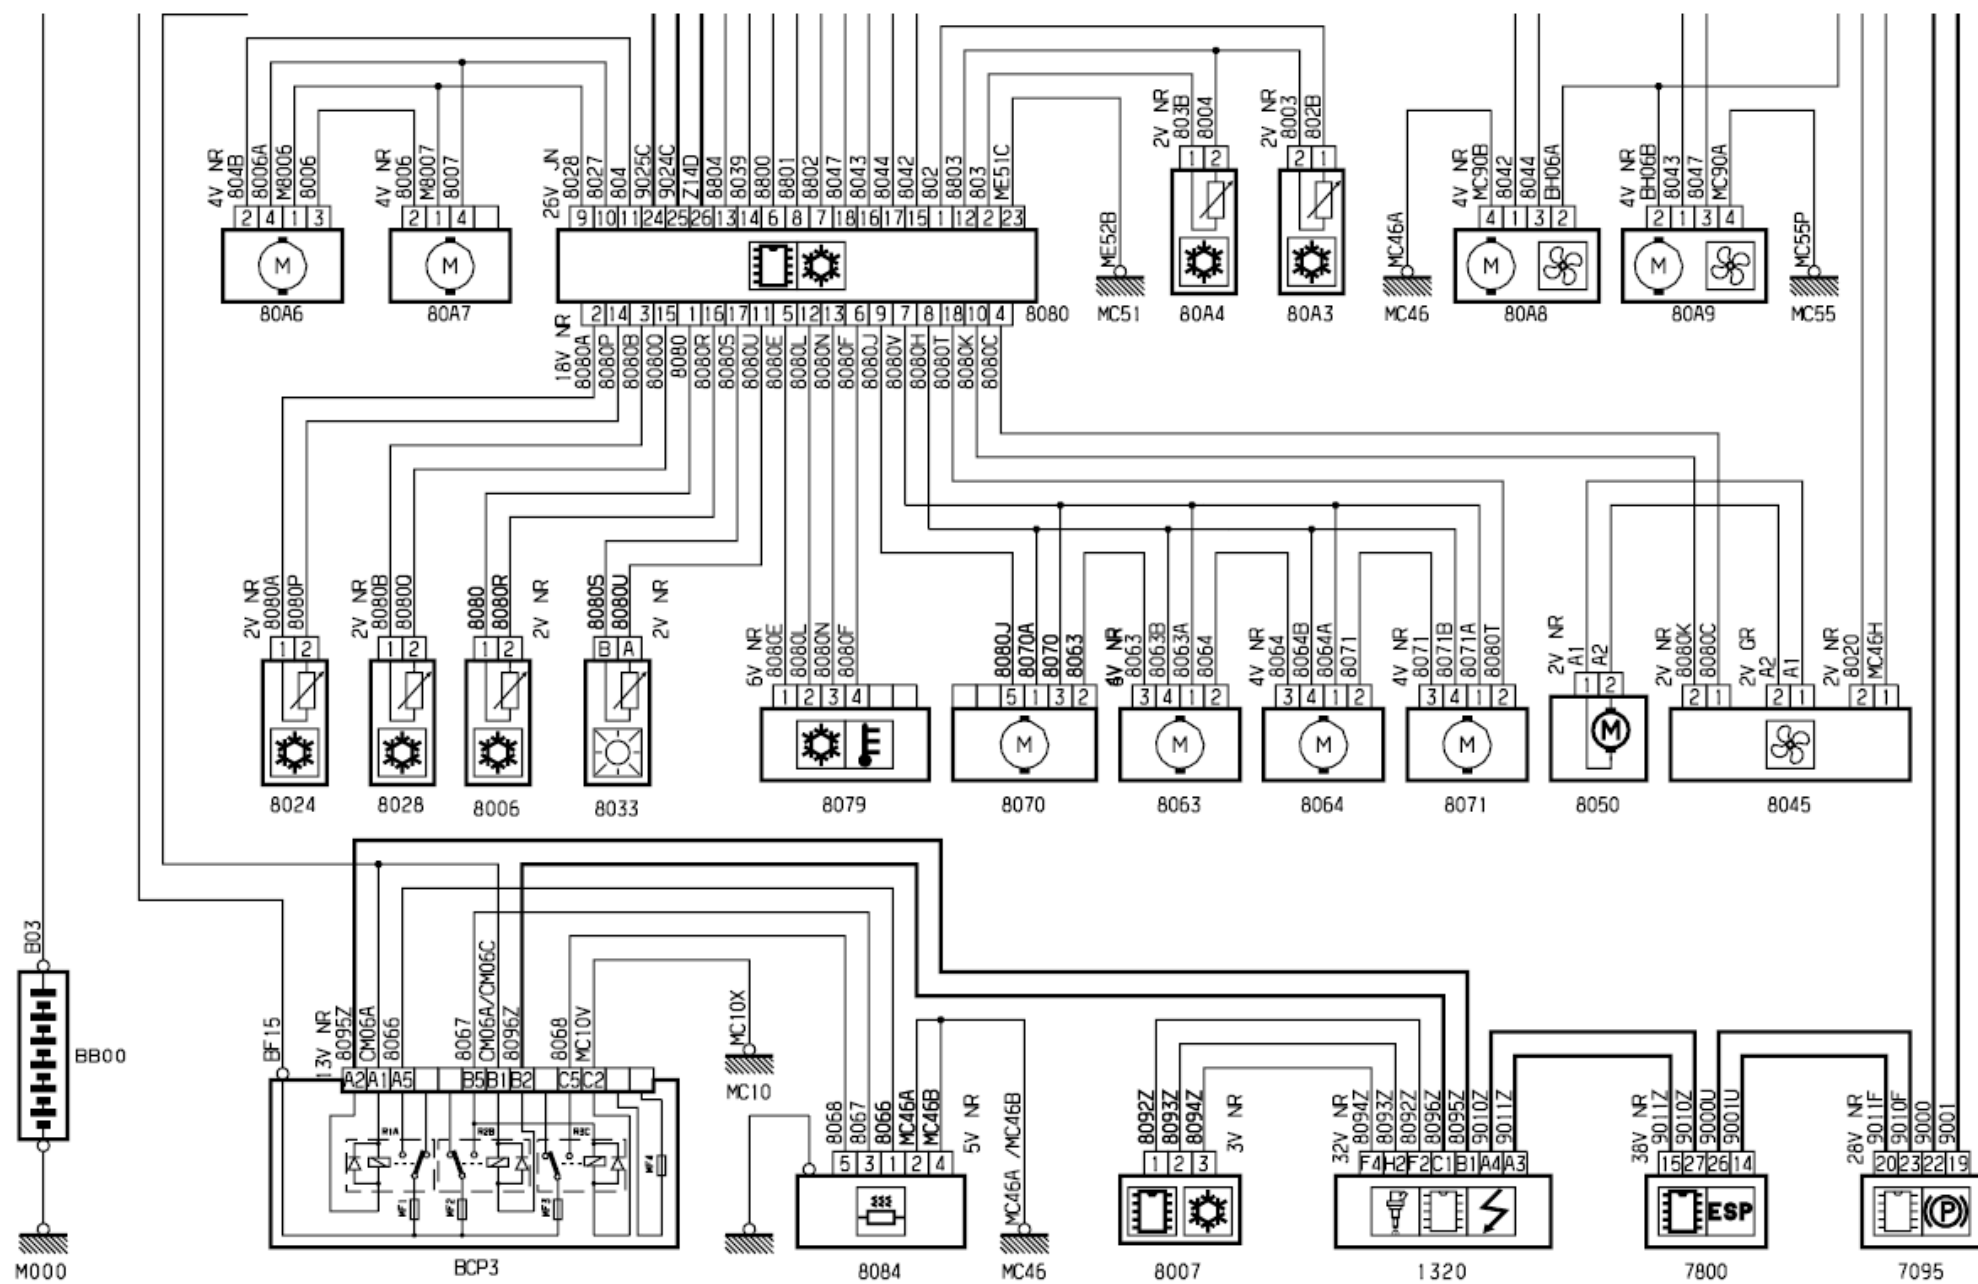 4V NR
804B
8006A
M8006
8006
4V NR
8006
M8007
8007
26V JN
8028
8027
804
9025C
9024C
Z14D
8804
8039
8800
8801
8802
8047
8043
8044
8042
802
8803
803
ME51C
ME52B
2V NR
803B
8004
2V NR
8003
802B
MC46A
4V NR
MC90B
8042
8044
BH06A
4V NR
BH06B
8043
8047
MC90A
MC55P
2 4 1 3
2 1 4
9 10 11 24 25 26 13 14 6 8 7 18 16 17 15 1 12 2 23
1 2
2 1
4 1 3 2
2 1 3 4
M
M
M
M
80A6
80A7
8080
MC51
80A4
80A3
MC46
80A8
80A9
MC55
2 14 3 15 1 16 17 11 5 12 13 6 9 7 8 18 10 4
18V NR
8080A
8080P
8080B
8080O
8080
8080R
8080S
8080U
8080E
8080L
8080N
8080F
8080J
8080V
8080H
8080T
8080K
8080C
2V NR
8080A
8080P
2V NR
8080B
8080O
8080
8080R
2V NR
8080S
8080U
2V NR
6V NR
8080E
8080L
8080N
8080F
8080J
8070A
8070
8063
8063
8063B
8063A
8064
4V NR
8064
8064B
8064A
8071
4V NR
8071
8071B
8071A
8080T
2V NR
A1
A2
2V NR
8080K
8080C
2V GR
A2
A1
2V NR
8020
MC46H
1 2
1 2
1 2
B A
1 2 3 4
5 1 3 2
3 4 1 2
3 4 1 2
3 4 1 2
1 2
2 1
2 1
2 1
M
M
M
M
M
8024
8028
8006
8033
8079
8070
8063
8064
8071
8050
8045
B03
BB00
M000
BF15
13V NR
8095Z
CM06A
8066
8067
CM06A/CM06C
8096Z
8068
MC10V
MC10X
MC10
A2 A1 A5 B5 B1 B2 C5 C2
R1A
R2B
R3C
MF1
MF2
MF3
MF4
BCP3
8068
8067
8066
MC46A
MC46B
5V NR
5 3 1 2 4
MC46A /MC46B
8084
MC46
8092Z
8093Z
8094Z
3V NR
1 2 3
8007
32V NR
8094Z
8093Z
8092Z
8096Z
8095Z
9010Z
9011Z
F4 H2 F2 C1 B1 A4 A3
1320
38V NR
9011Z
9010Z
9000U
9001U
15 27 26 14
ESP
7800
28V NR
9011F
9010F
9000
9001
20 23 22 19
P
7095